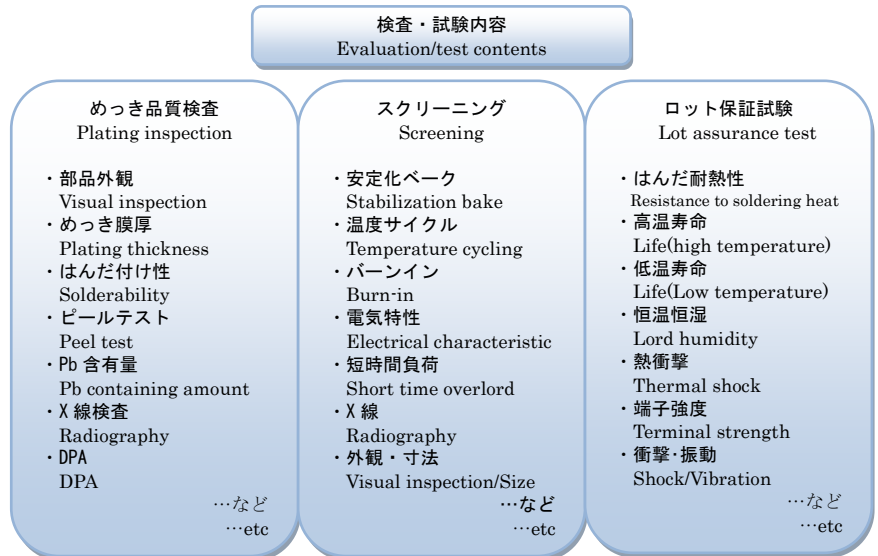 検査・試験内容
Evaluation/test contents
めっき品質検査
Plating inspection
・部品外観
Visual inspection
・めっき膜厚
Plating thickness
・はんだ付け性
Solderability
・ピールテスト
Peel test
・Pb 含有量
Pb containing amount
・X 線検査
Radiography
・DPA
DPA
…など
…etc
スクリーニング
Screening
・安定化ベーク
Stabilization bake
・温度サイクル
Temperature cycling
・バーンイン
Burn-in
・電気特性
Electrical characteristic
・短時間負荷
Short time overlord
・X 線
Radiography
・外観・寸法
Visual inspection/Size
…など
…etc
ロット保証試験
Lot assurance test
・はんだ耐熱性
Resistance to soldering heat
・高温寿命
Life(high temperature)
・低温寿命
Life(Low temperature)
・恒温恒湿
Lord humidity
・熱衝撃
Thermal shock
・端子強度
Terminal strength
・衝撃・振動
Shock/Vibration
…など
…etc